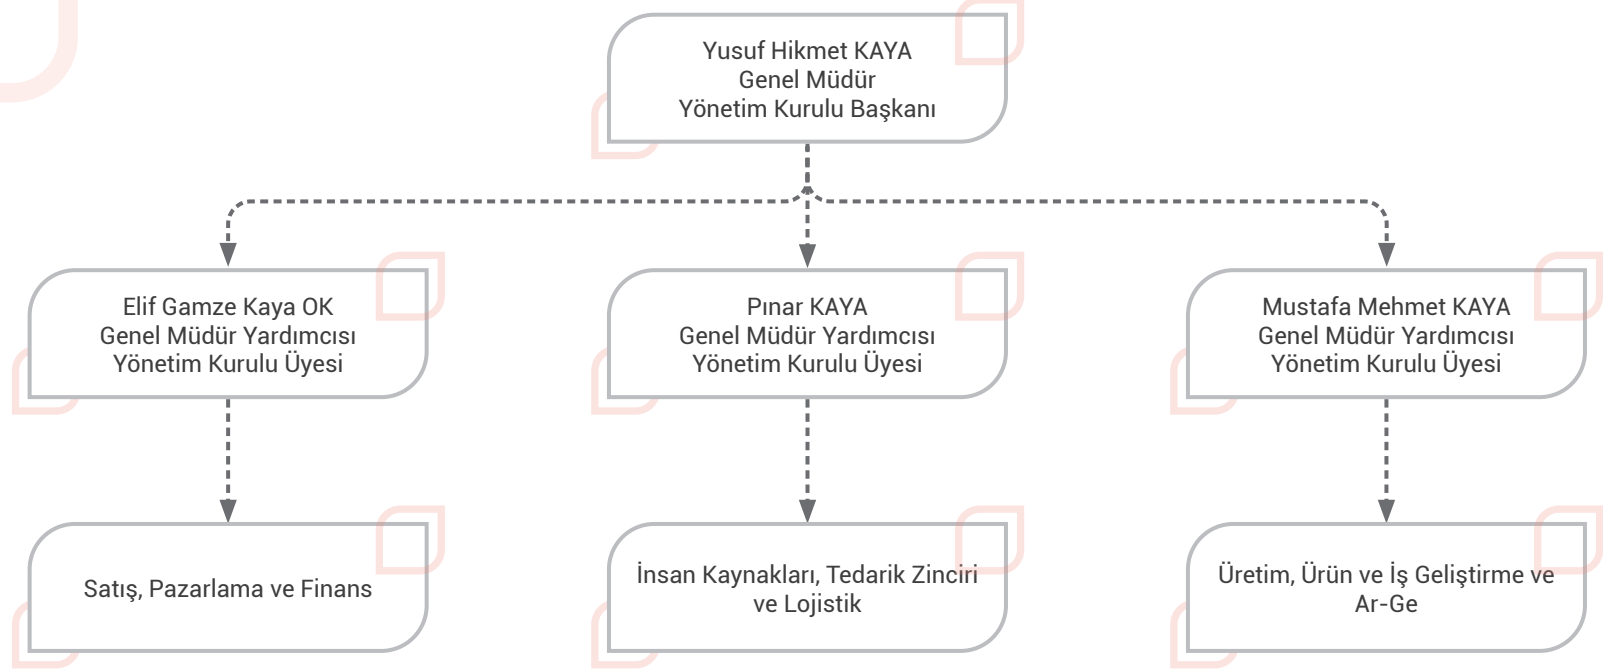 Yusuf Hikmet KAYA
Genel Müdür
Yönetim Kurulu Başkanı
Elif Gamze Kaya OK
Genel Müdür Yardımcısı
Yönetim Kurulu Üyesi
Pınar KAYA
Genel Müdür Yardımcısı
Yönetim Kurulu Üyesi
Mustafa Mehmet KAYA
Genel Müdür Yardımcısı
Yönetim Kurulu Üyesi
Satış, Pazarlama ve Finans
İnsan Kaynakları, Tedarik Zinciri
ve Lojistik
Üretim, Ürün ve İş Geliştirme ve
Ar-Ge